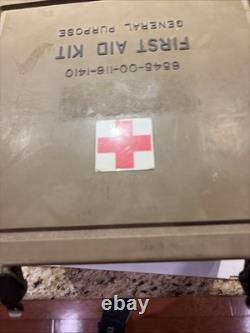 FIRST AID KIT
GENERAL PURPOSE
6545-00-116-1410